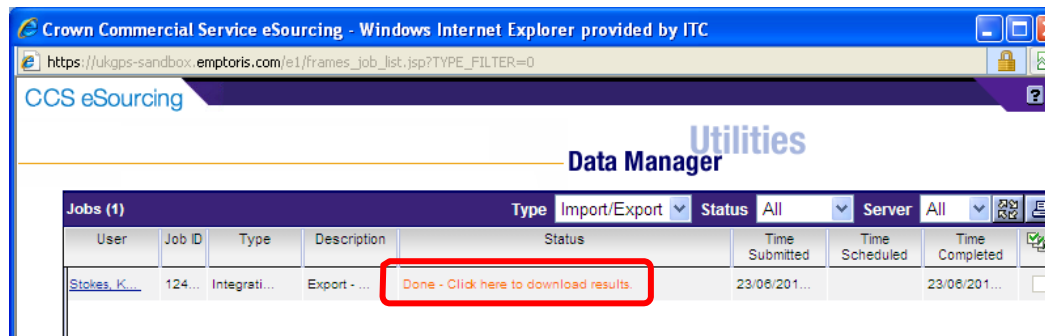 Crown Commercial Service eSourcing - Windows Internet Explorer provided by ITC
https://ukgps-sandbox.emptoris.com/e1/frames_job_list.jsp?TYPE_FILTER=0
CCS eSourcing
?
Utilities
Data Manager
Jobs (1) Type Import/Export Status All Server All
User Job ID Type Description Status Time Submitted Time Scheduled Time Completed
Stokes, K... 124... Integrati... Export - ... Done - Click here to download results. 23/06/201... 23/06/201...